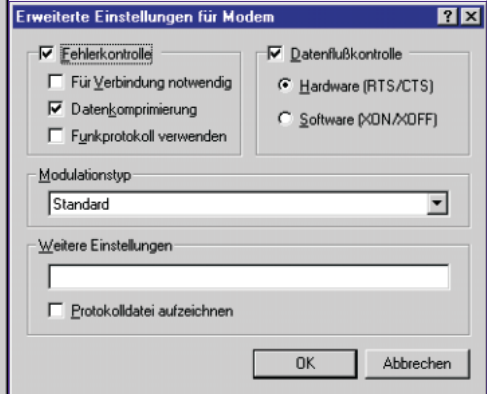 Erweiterte Einstellungen für Modem
Fehlerkontrolle
Für Verbindung notwendig
Datenkomprimierung
Funkprotokoll verwenden
Datenflußkontrolle
Hardware (RTS/CTS)
Software (XON/XOFF)
Modulationstyp
Standard
Weitere Einstellungen
Protokolldatei aufzeichnen
OK
Abbrechen